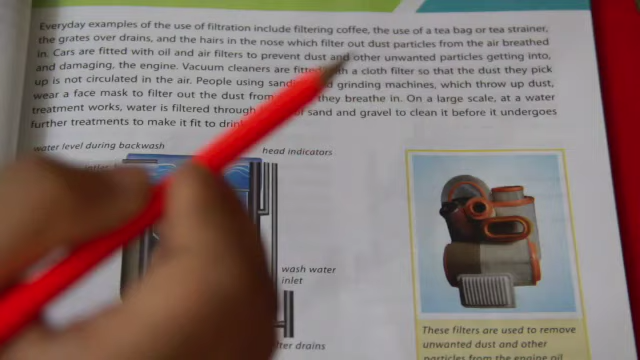 Everyday examples of the use of filtration include filtering coffee, the use of a tea bag or tea strainer,
the grates over drains, and the hairs in the nose which filter out dust particles from the air breathed
in. Cars are fitted with oil and air filters to prevent dust and other unwanted particles getting into,
and damaging, the engine. Vacuum cleaners are fitted with a cloth filter so that the dust they pick
up is not circulated in the air. People using grinding machines, which throw up dust,
wear a face mask to filter out the dust from they breathe in. On a large scale, at a water
treatment works, water is filtered through of sand and gravel to clean it before it undergoes
further treatments to make it fit to
water level during backwash
head indicators
wash water
inlet
drains
These filters are used to remove
unwanted dust and other
particles from the engine oil